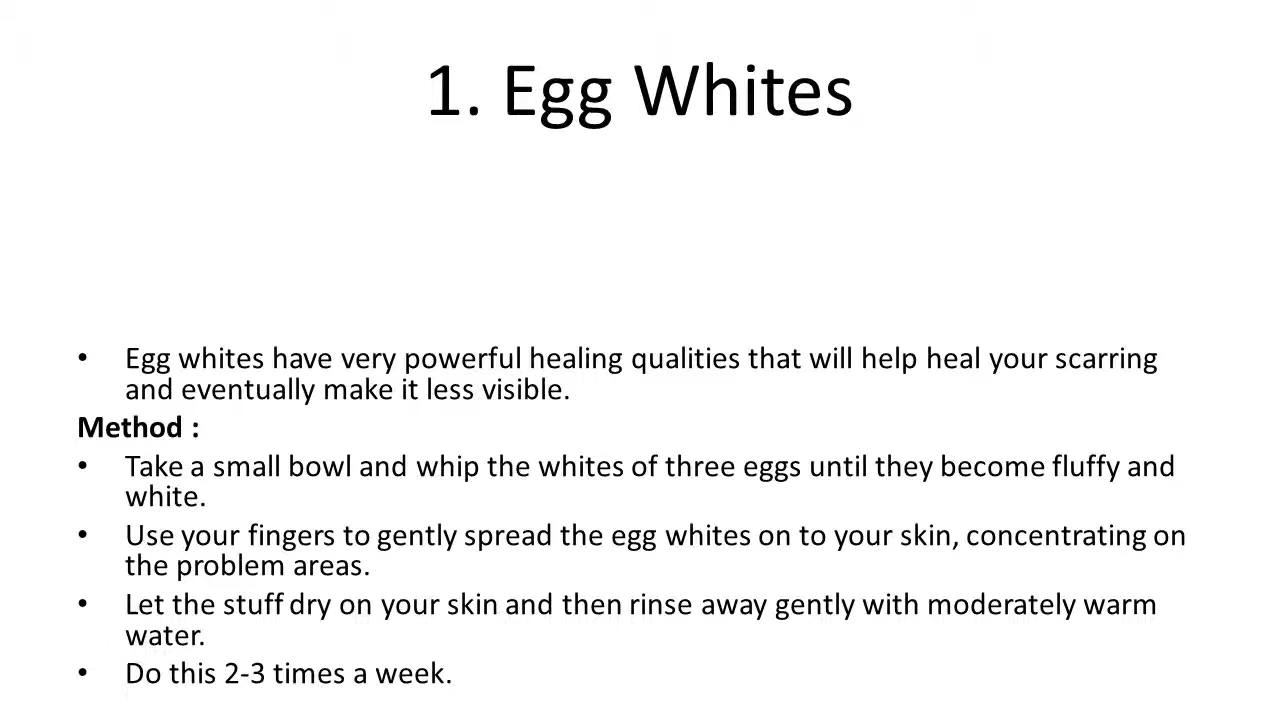 1. Egg Whites
• Egg whites have very powerful healing qualities that will help heal your scarring
and eventually make it less visible.
Method :
• Take a small bowl and whip the whites of three eggs until they become fluffy and
white.
• Use your fingers to gently spread the egg whites on to your skin, concentrating on
the problem areas.
• Let the stuff dry on your skin and then rinse away gently with moderately warm
water.
• Do this 2-3 times a week.